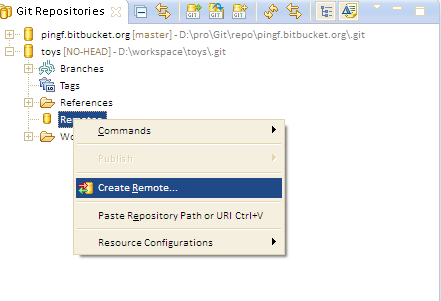 Git Repositories
pingf.bitbucket.org [master] - D:\pro\Git\repo\pingf.bitbucket.org\.git
toys [NO-HEAD] - D:\workspace\toys\.git
Branches
Tags
References
Remotes
Commands
Publish
Create Remote...
Paste Repository Path or URI Ctrl+V
Resource Configurations